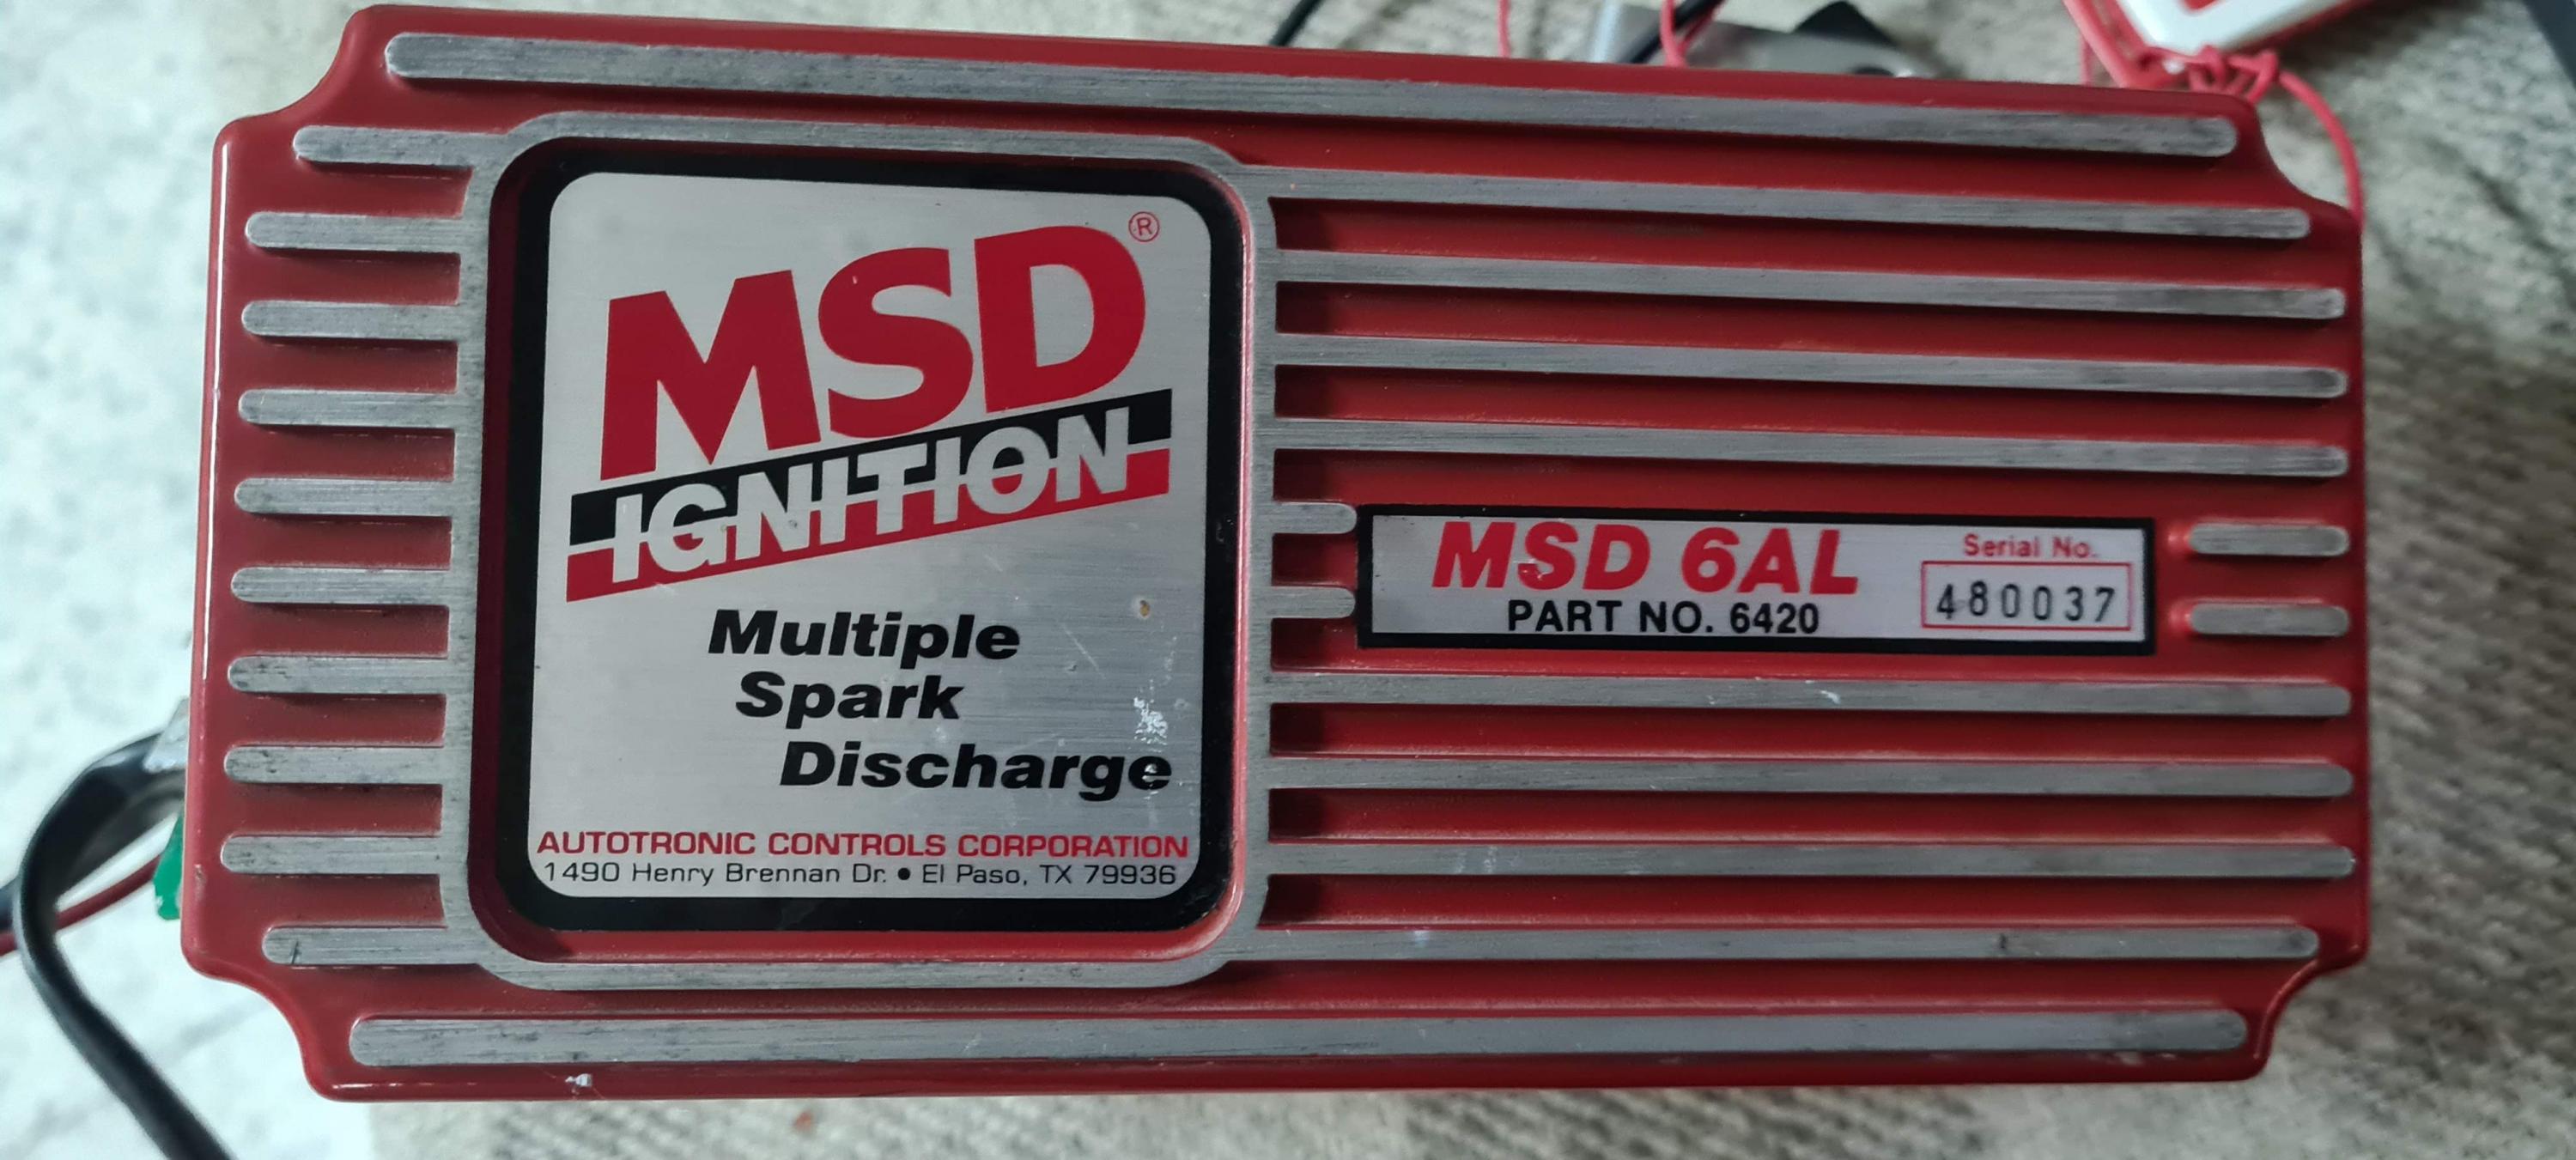 MSD®
IGNITION
Multiple
Spark
Discharge
AUTOTRONIC CONTROLS CORPORATION
1490 Henry Brennan Dr. • El Paso, TX 79936
MSD 6AL
PART NO. 6420
Serial No.
480037